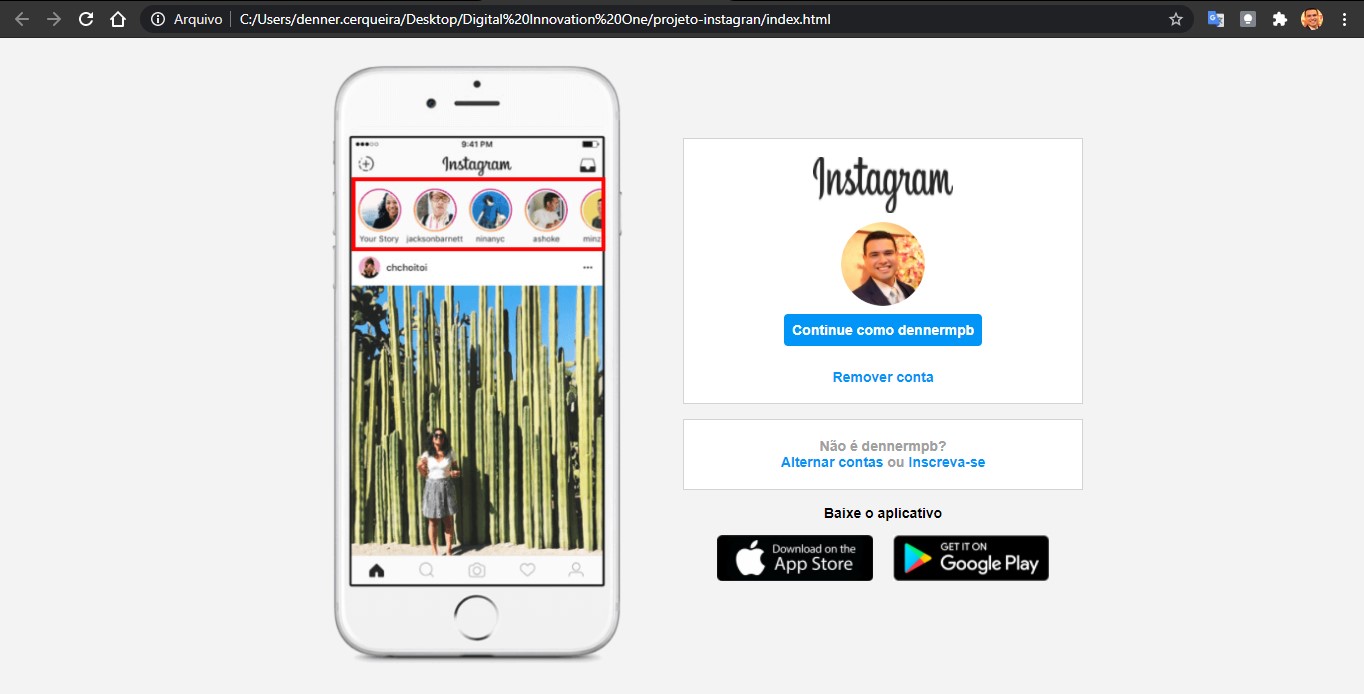 Arquivo
C:/Users/denner.cerqueira/Desktop/Digital%20Innovation%20One/projeto-instagran/index.html
9:41 PM
Instagram
Your Story
jacksonbarnett
ninanyc
ashoke
minz
chchoitoi
Instagram
Continue como dennermpb
Remover conta
Não é dennermpb?
Alternar contas ou Inscreva-se
Baixe o aplicativo
Download on the
App Store
GET IT ON
Google Play